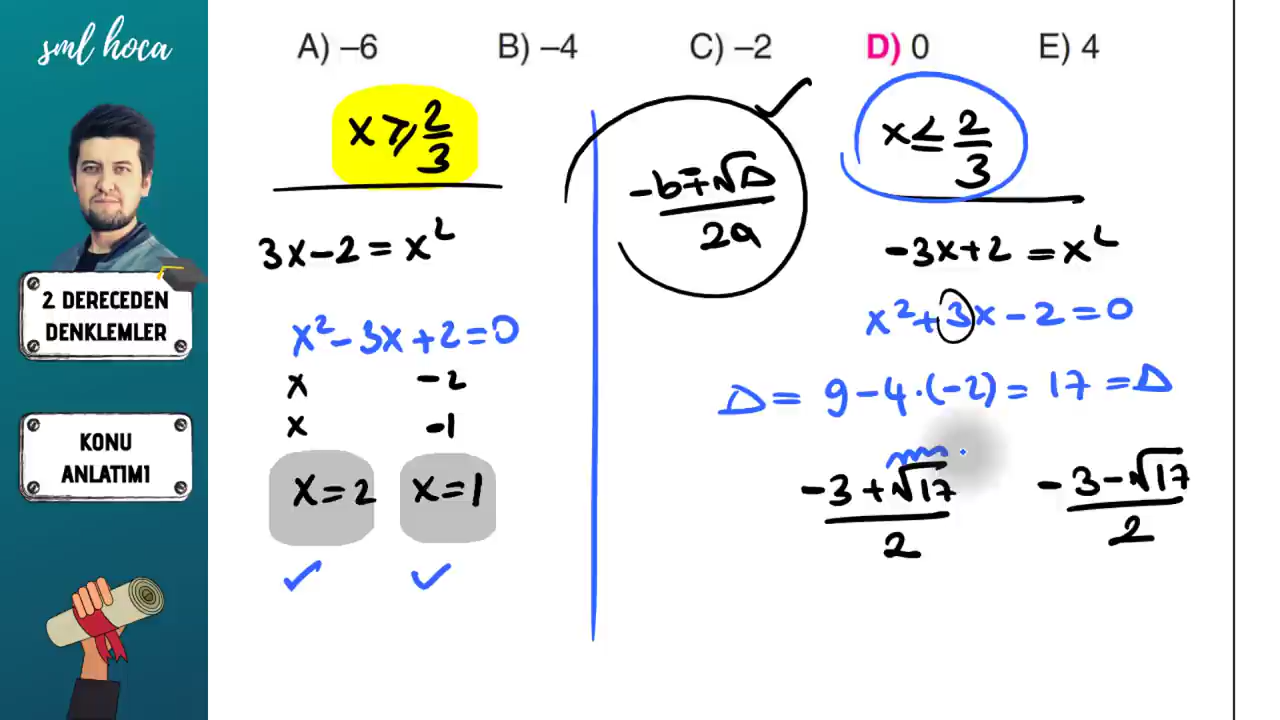 sml hoca
2. DERECEDEN
DENKLEMLER
KONU
ANLATIMI
A) –6 B) –4 C) –2 D) 0 E) 4
x ≥ 2/3
3x - 2 = x²
x² - 3x + 2 = 0
x -2
x -1
x = 2 x = 1
-b ∓ √Δ / 2a
x ≤ 2/3
-3x + 2 = x²
x² + 3x - 2 = 0
Δ = 9 - 4·(-2) = 17 = Δ
-3 + √17 / 2 -3 - √17 / 2